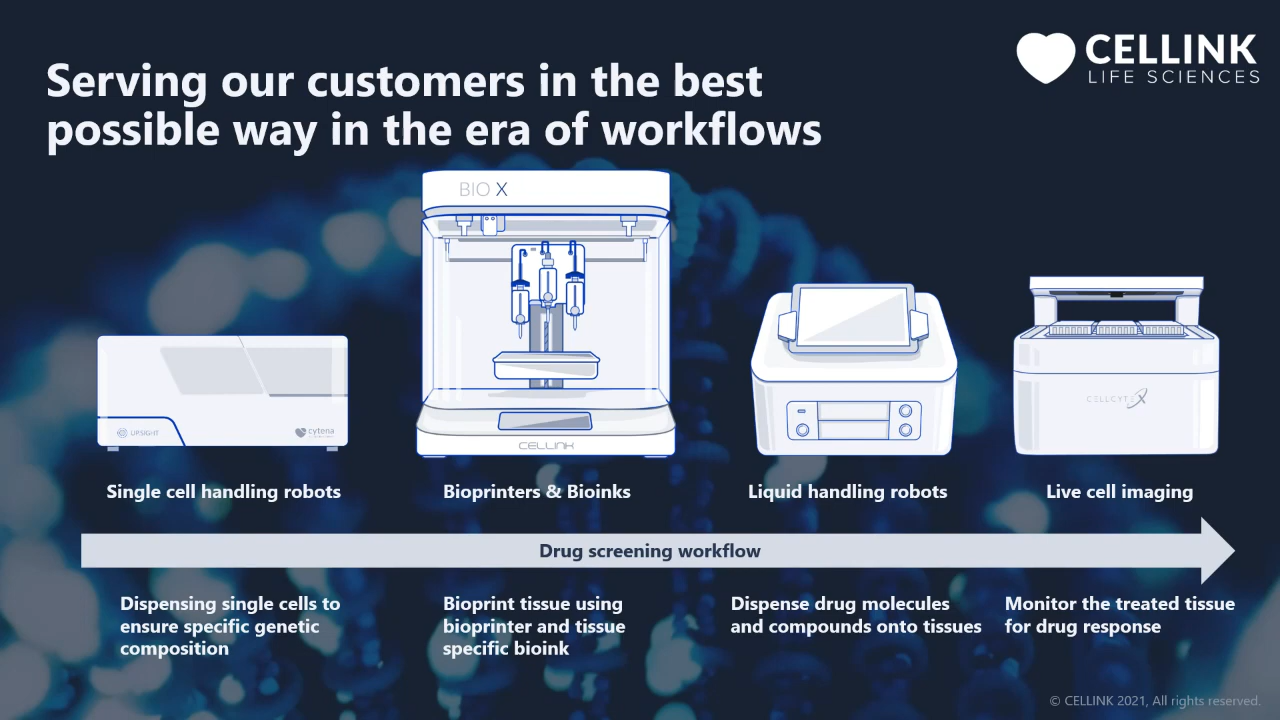 Serving our customers in the best
possible way in the era of workflows
CELLINK
LIFE SCIENCES
BIO X
UPSIGHT
cytena
CELLINK
CELLCYTE X
Single cell handling robots
Bioprinters & Bioinks
Liquid handling robots
Live cell imaging
Drug screening workflow
Dispensing single cells to
ensure specific genetic
composition
Bioprint tissue using
bioprinter and tissue
specific bioink
Dispense drug molecules
and compounds onto tissues
Monitor the treated tissue
for drug response
© CELLINK 2021, All rights reserved.